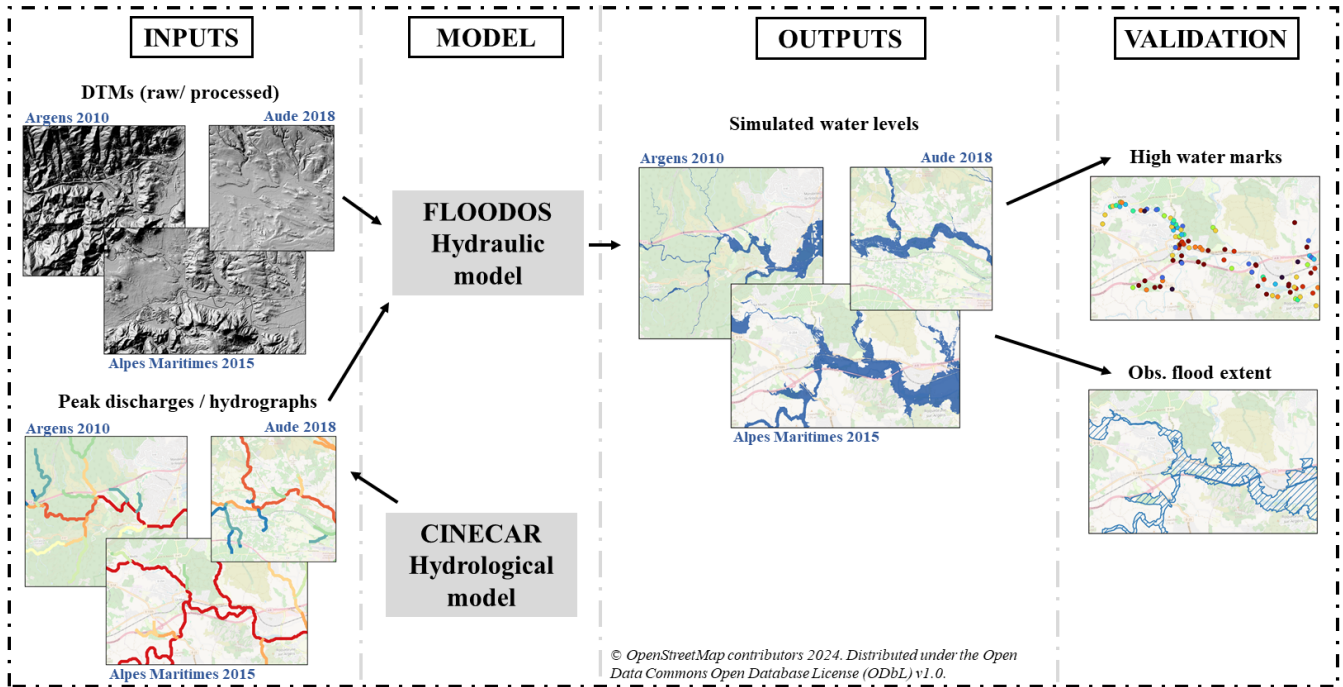 INPUTS
MODEL
OUTPUTS
VALIDATION
DTMs (raw/ processed)
Argens 2010
Aude 2018
Alpes Maritimes 2015
Peak discharges / hydrographs
Argens 2010
Aude 2018
Alpes Maritimes 2015
FLOODOS
Hydraulic
model
CINECAR
Hydrological
model
Simulated water levels
Argens 2010
Aude 2018
Alpes Maritimes 2015
High water marks
Obs. flood extent
© OpenStreetMap contributors 2024. Distributed under the Open
Data Commons Open Database License (ODbL) v1.0.